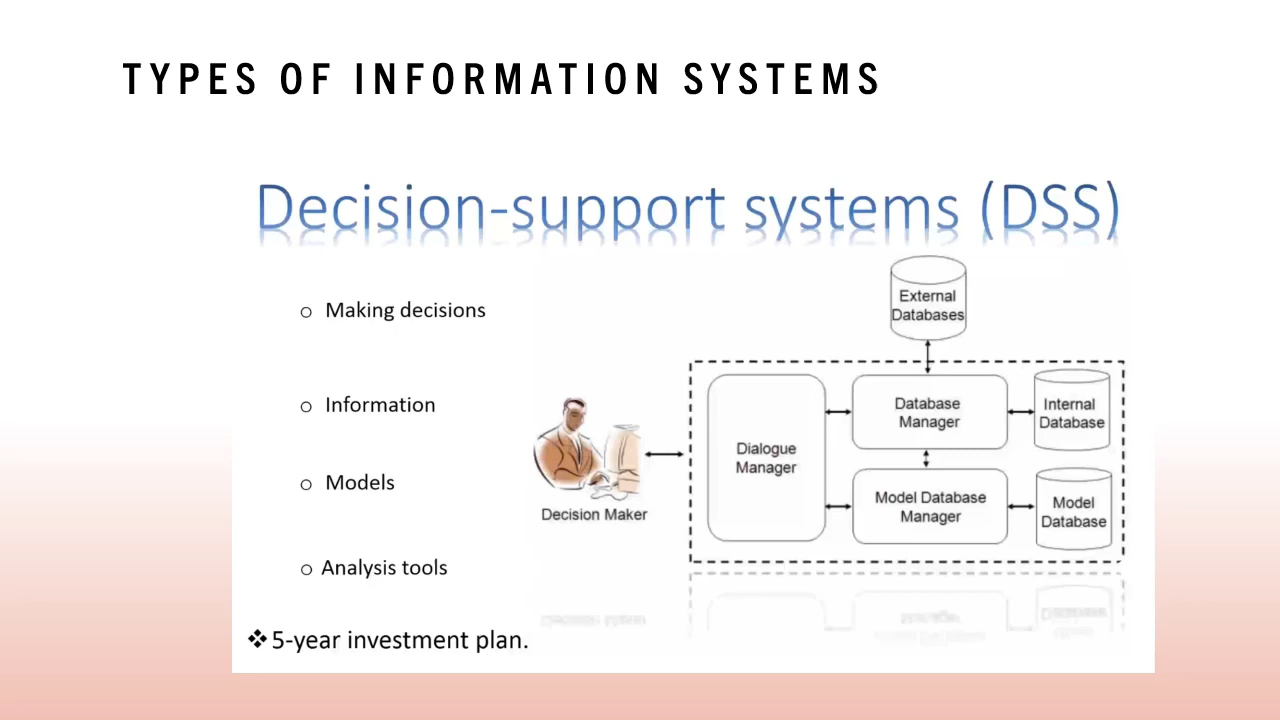 TYPES OF INFORMATION SYSTEMS
Decision-support systems (DSS)
o Making decisions
o Information
o Models
o Analysis tools
❖5-year investment plan.
External
Databases
Decision Maker
Dialogue
Manager
Database
Manager
Internal
Database
Model Database
Manager
Model
Database